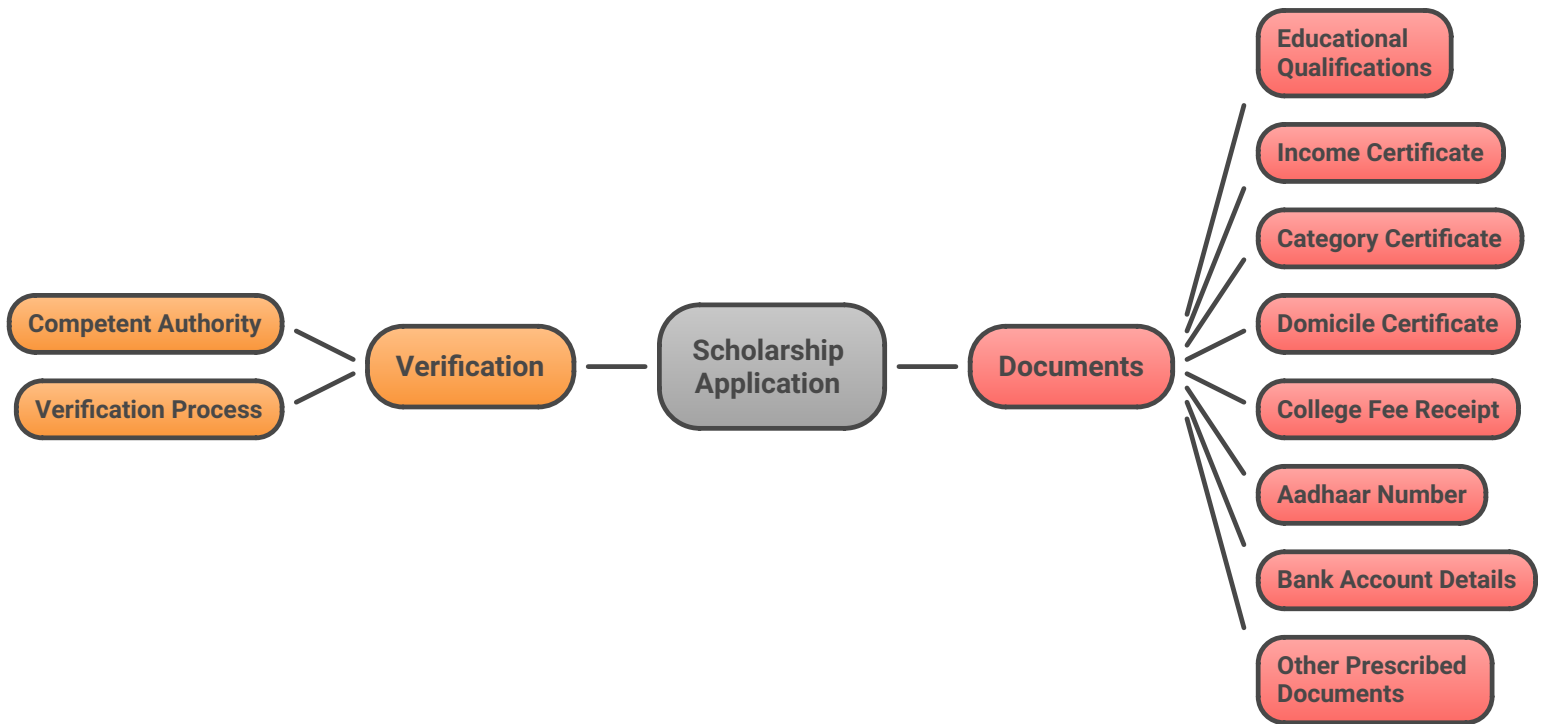 Scholarship
Application
Verification
Competent Authority
Verification Process
Documents
Educational
Qualifications
Income Certificate
Category Certificate
Domicile Certificate
College Fee Receipt
Aadhaar Number
Bank Account Details
Other Prescribed
Documents